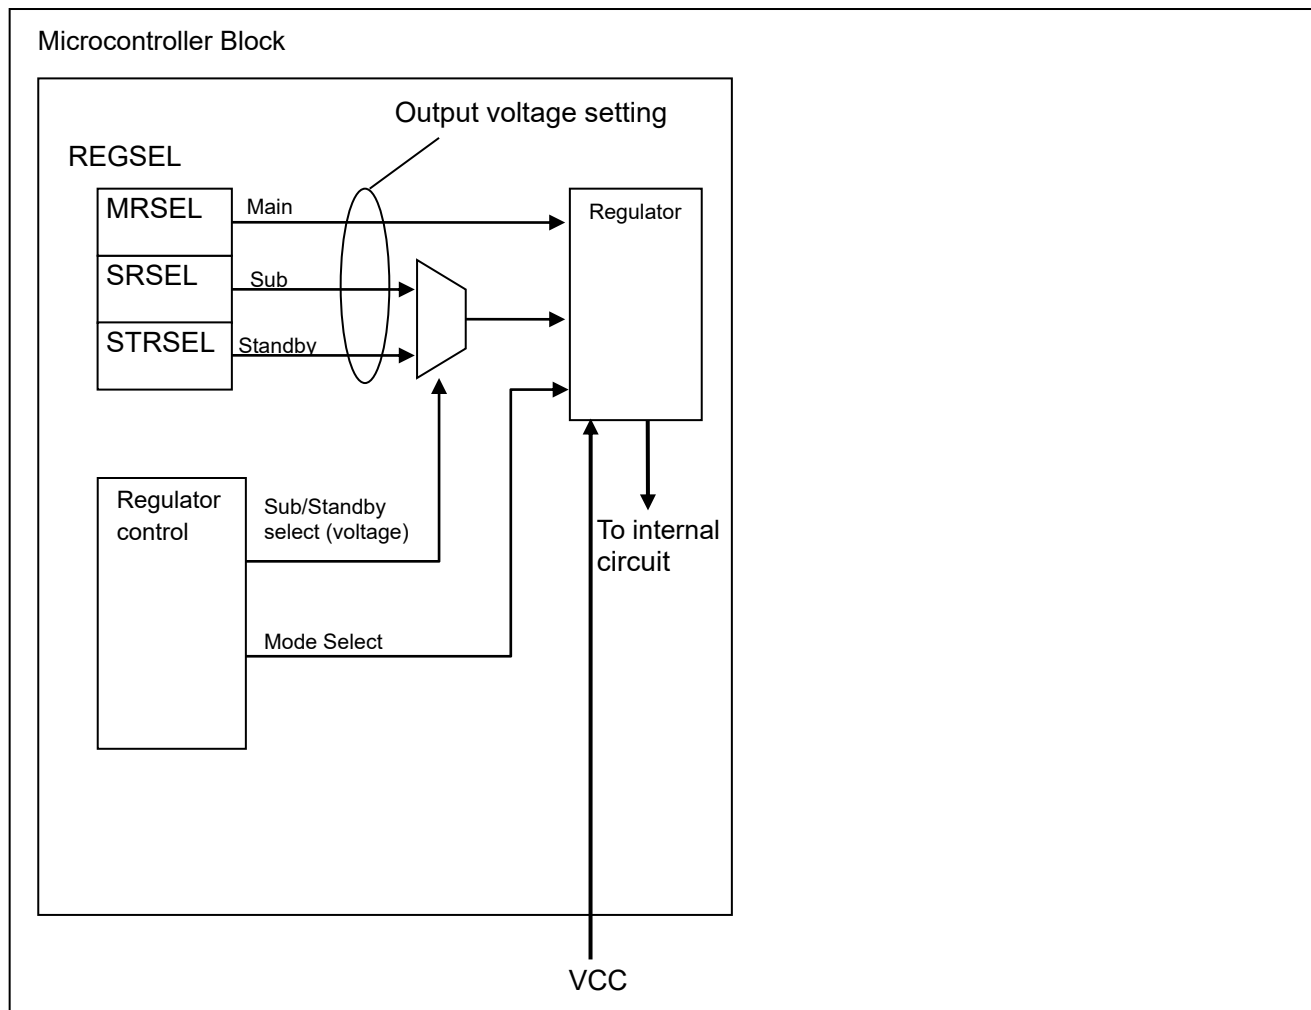 Microcontroller Block
Output voltage setting
REGSEL
MRSEL
Main
Regulator
SRSEL
Sub
STRSEL
Standby
Regulator
control
Sub/Standby
select (voltage)
To internal
circuit
Mode Select
VCC